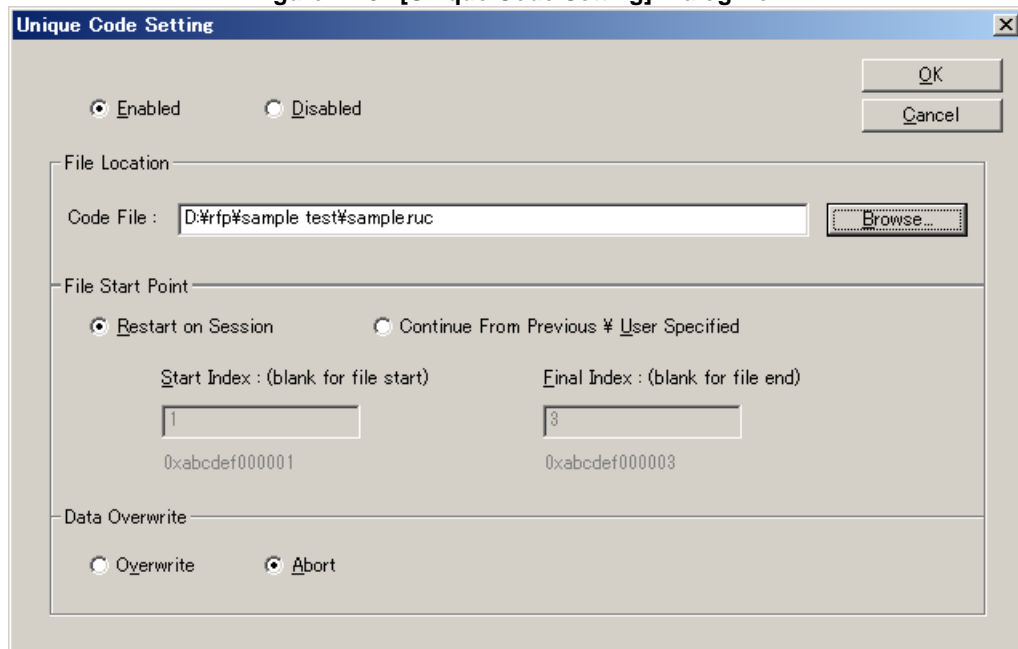 Unique Code Setting
OK
Enabled Disabled
Cancel
File Location
Code File : D:¥rfp¥sample test¥sample.ruc
Browse...
File Start Point
Restart on Session Continue From Previous ¥ User Specified
Start Index : (blank for file start) Final Index : (blank for file end)
1 3
0xabcdef000001 0xabcdef000003
Data Overwrite
Overwrite Abort